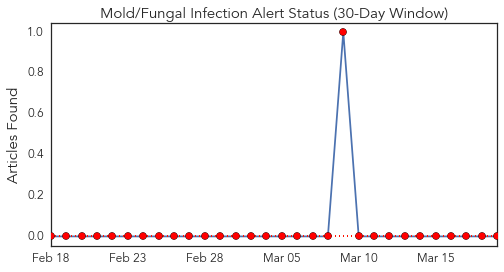 Mold/Fungal Infection Alert Status (30-Day Window)
Articles Found
1.0
0.8
0.6
0.4
0.2
0.0
Feb 18 Feb 23 Feb 28 Mar 05 Mar 10 Mar 15